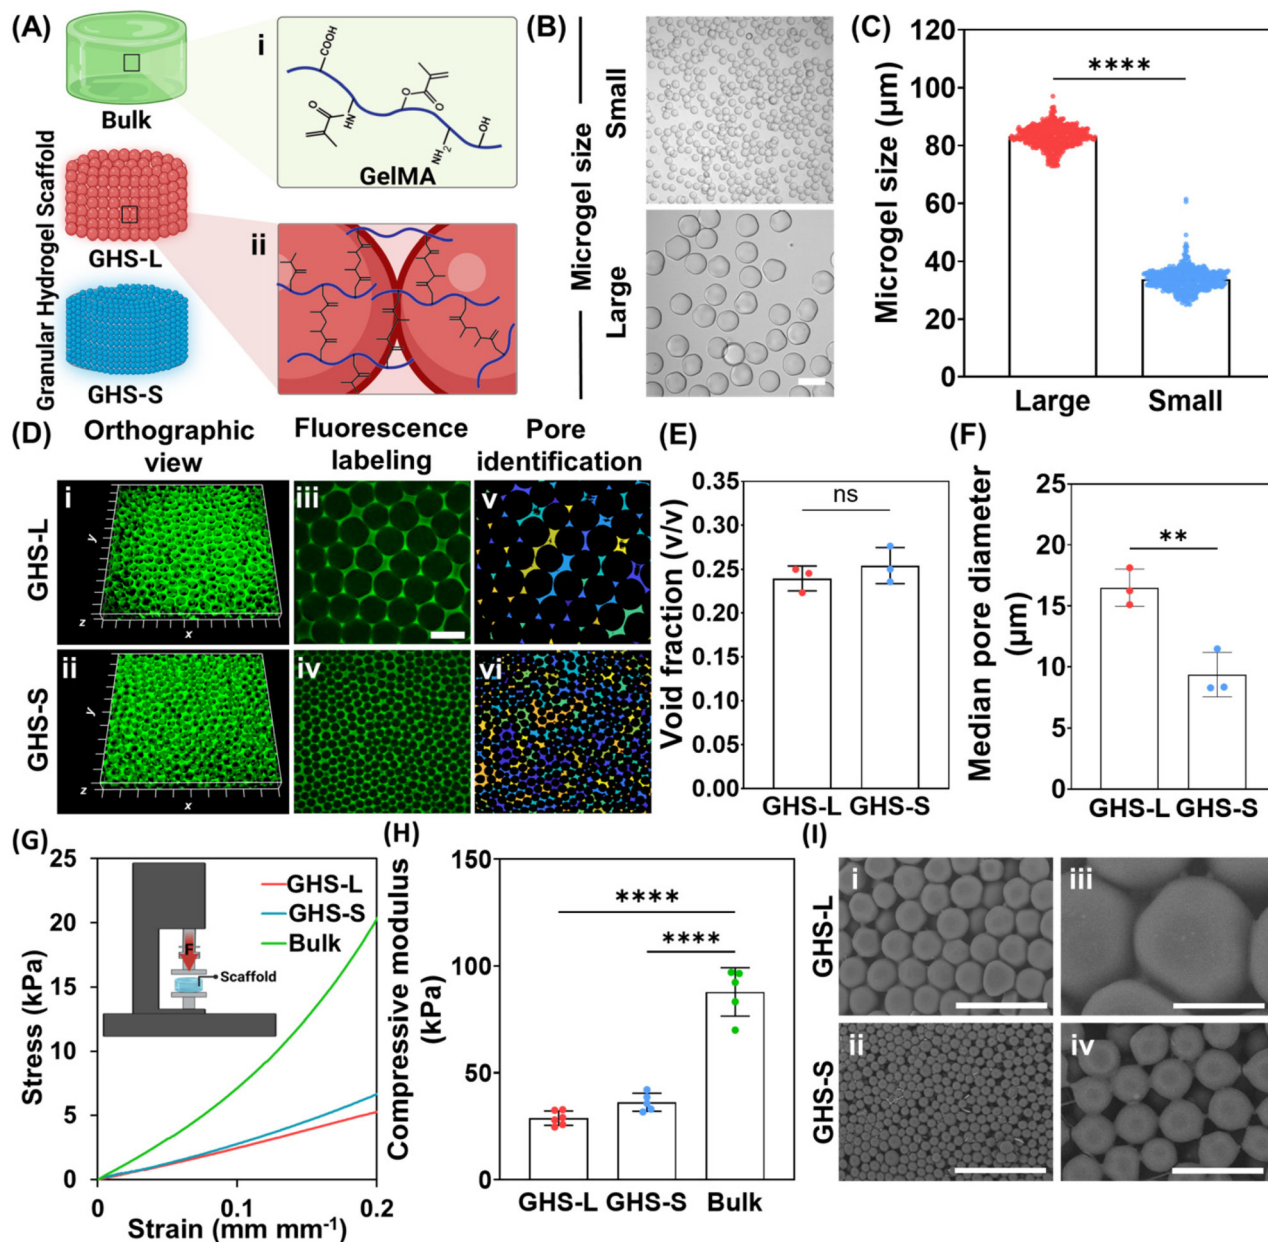 (A)
Bulk
Granular Hydrogel Scaffold
GHS-L
GHS-S
i
COOH
O
HN
O
O
NH2
OH
GelMA
ii
(B)
Microgel size
Small
Large
(C)
Microgel size (μm)
120
100
80
60
40
20
0
****
Large
Small
(D)
Orthographic
view
Fluorescence
labeling
Pore
identification
GHS-L
GHS-S
i
y
z
x
iii
v
ii
y
z
x
iv
vi
(E)
Void fraction (v/v)
0.35
0.30
0.25
0.20
0.15
0.10
0.05
0.00
ns
GHS-L
GHS-S
(F)
Median pore diameter
(μm)
25
20
15
10
5
0
**
GHS-L
GHS-S
(G)
Stress (kPa)
25
20
15
10
5
0
F
Scaffold
GHS-L
GHS-S
Bulk
0
0.1
0.2
Strain (mm mm⁻¹)
(H)
Compressive modulus
(kPa)
150
100
50
0
****
****
GHS-L
GHS-S
Bulk
(I)
GHS-L
GHS-S
i
iii
ii
iv